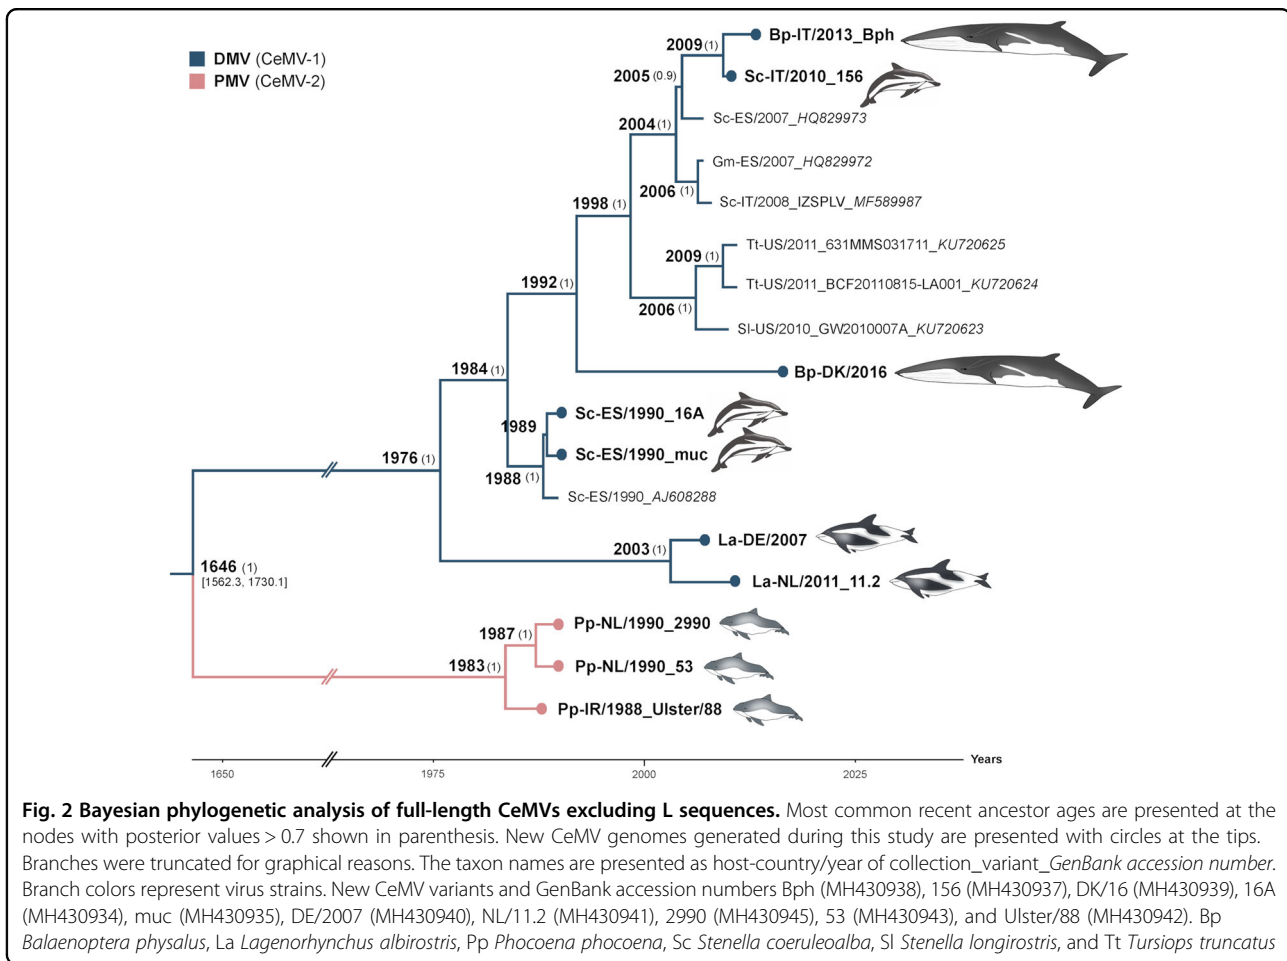 DMV (CeMV-1)
PMV (CeMV-2)
2009 (1)
Bp-IT/2013_Bph
2005 (0.9)
Sc-IT/2010_156
Sc-ES/2007_HQ829973
2004 (1)
Gm-ES/2007_HQ829972
2006 (1)
Sc-IT/2008_IZSPLV_MF589987
1998 (1)
Tt-US/2011_631MMS031711_KU720625
2009 (1)
Tt-US/2011_BCF20110815-LA001_KU720624
1992 (1)
2006 (1)
Sl-US/2010_GW2010007A_KU720623
1984 (1)
Bp-DK/2016
Sc-ES/1990_16A
1989
Sc-ES/1990_muc
1976 (1)
1988 (1)
Sc-ES/1990_AJ608288
La-DE/2007
2003 (1)
1646 (1)
[1562.3, 1730.1]
La-NL/2011_11.2
Pp-NL/1990_2990
1987 (1)
1983 (1)
Pp-NL/1990_53
Pp-IR/1988_Ulster/88
Years
1650 1975 2000 2025
Fig. 2 Bayesian phylogenetic analysis of full-length CeMVs excluding L sequences. Most common recent ancestor ages are presented at the
nodes with posterior values > 0.7 shown in parenthesis. New CeMV genomes generated during this study are presented with circles at the tips.
Branches were truncated for graphical reasons. The taxon names are presented as host-country/year of collection_variant_GenBank accession number.
Branch colors represent virus strains. New CeMV variants and GenBank accession numbers Bph (MH430938), 156 (MH430937), DK/16 (MH430939), 16A
(MH430934), muc (MH430935), DE/2007 (MH430940), NL/11.2 (MH430941), 2990 (MH430945), 53 (MH430943), and Ulster/88 (MH430942). Bp
Balaenoptera physalus, La Lagenorhynchus albirostris, Pp Phocoena phocoena, Sc Stenella coeruleoalba, Sl Stenella longirostris, and Tt Tursiops truncatus